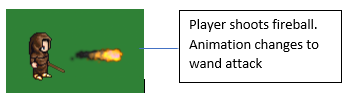 Player shoots fireball.
Animation changes to
wand attack